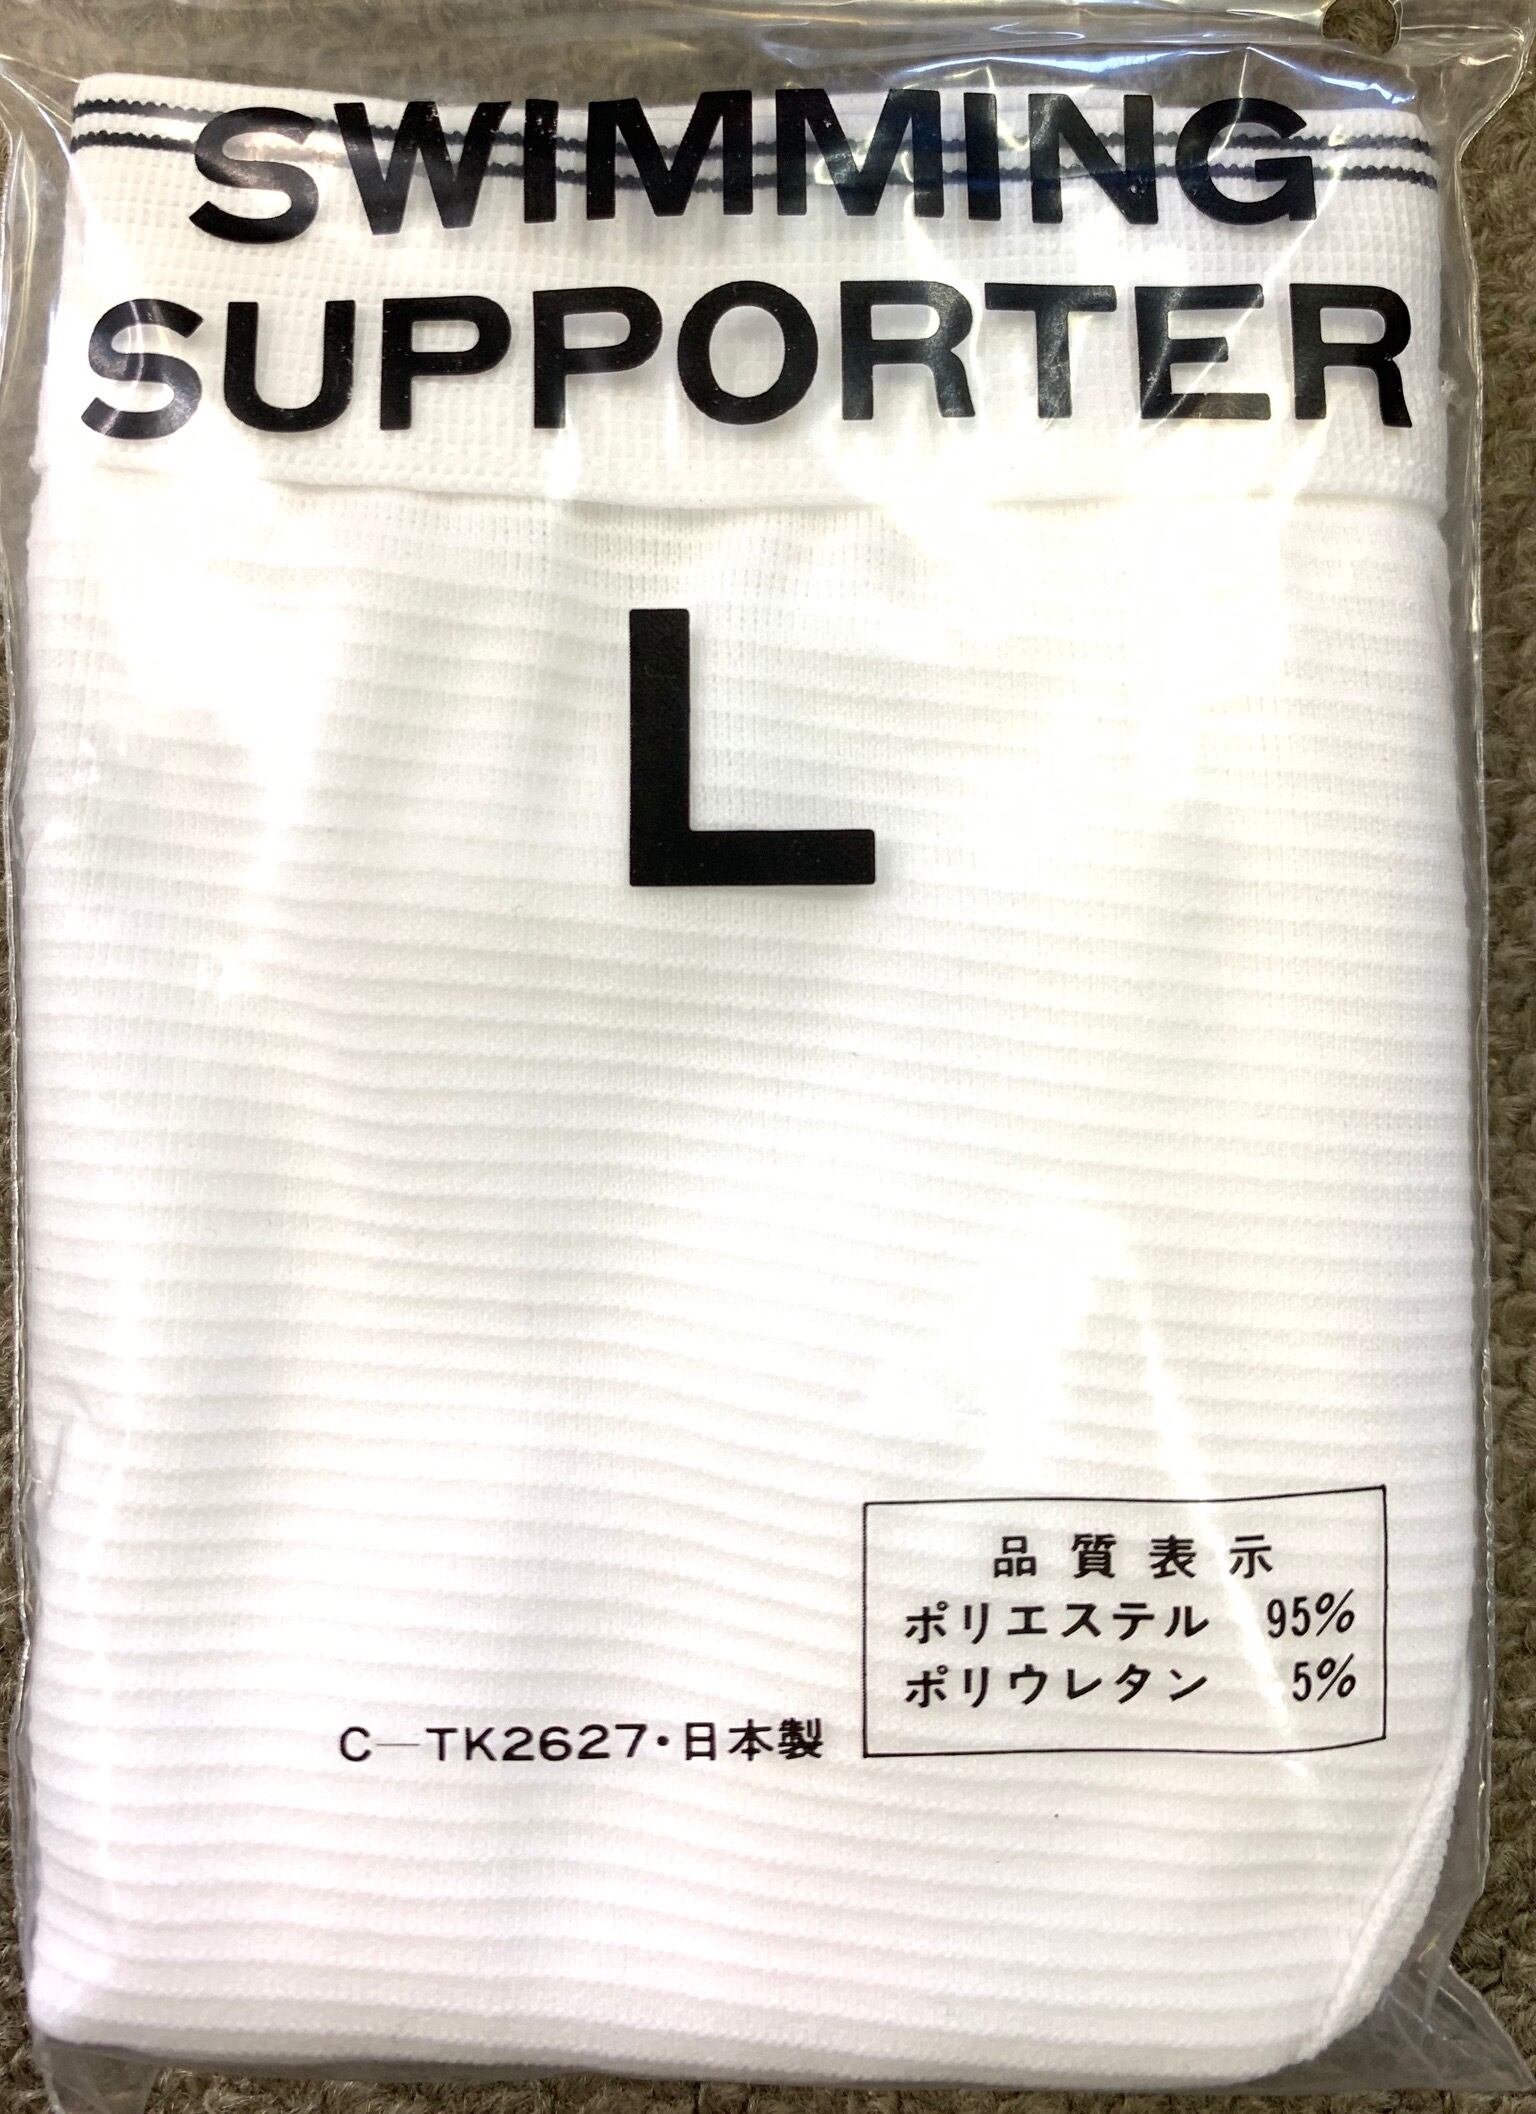 SWIMMING
SUPPORTER
L
品質表示
ポリエステル 95%
ポリウレタン 5%
C—TK2627・日本製